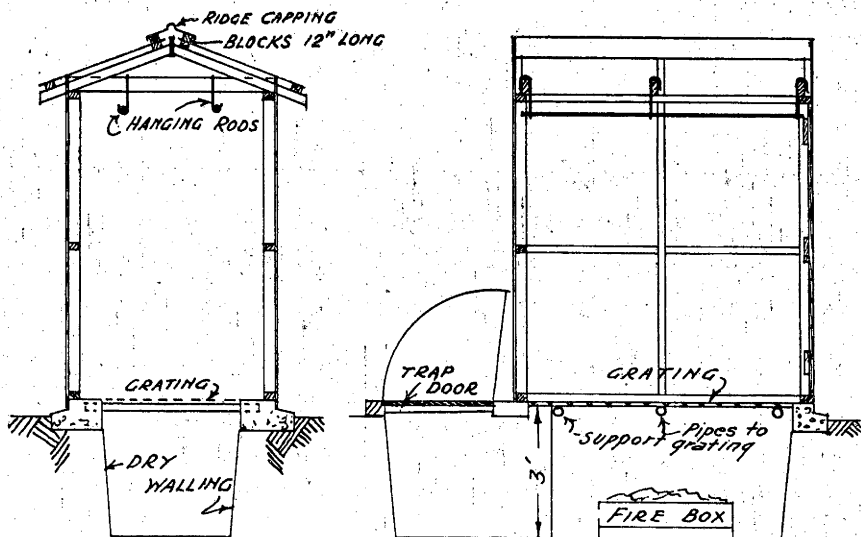 RIDGE CAPPING
BLOCKS 12" LONG
HANGING RODS
GRATING
DRY
WALLING
TRAP
DOOR
GRATING
SUPPORT Pipes to
grating
3'
FIRE BOX